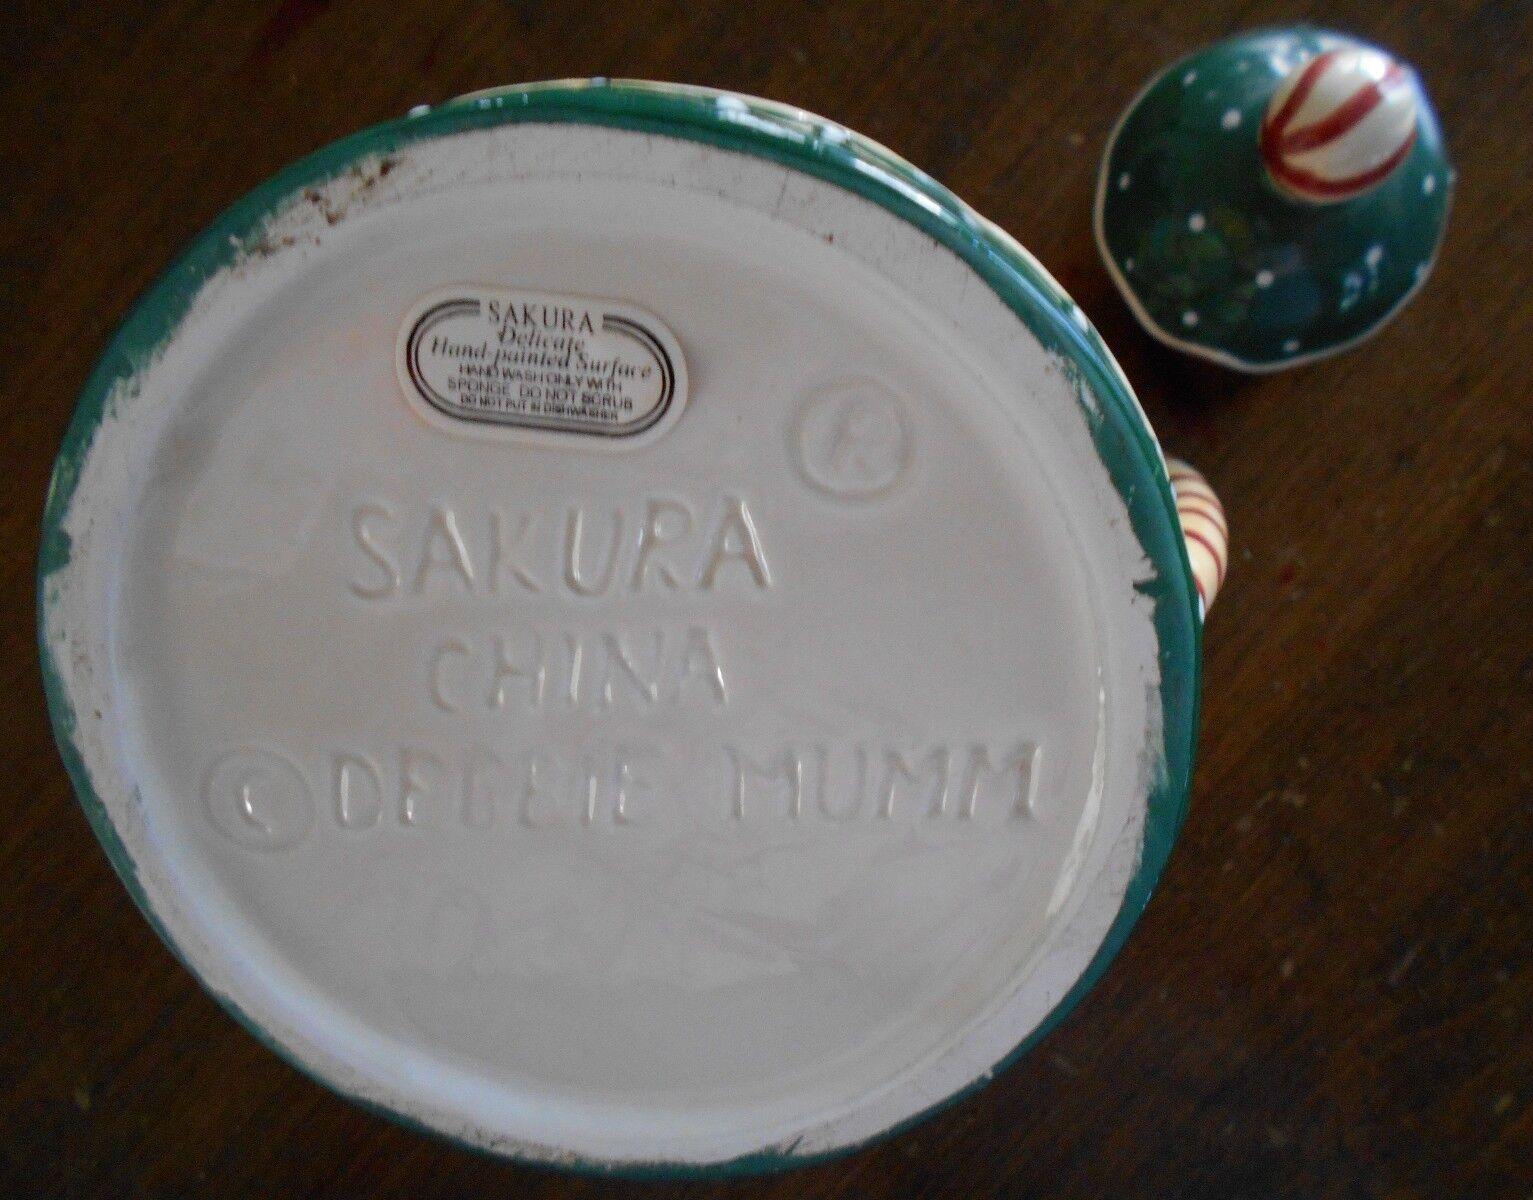 SAKURA
Delicate
Hand-painted Surface
HAND WASH ONLY WITH
SPONGE DO NOT SCRUB
DO NOT PUT IN DISHWASHER
®
SAKURA
CHINA
© DEBBIE MUMM